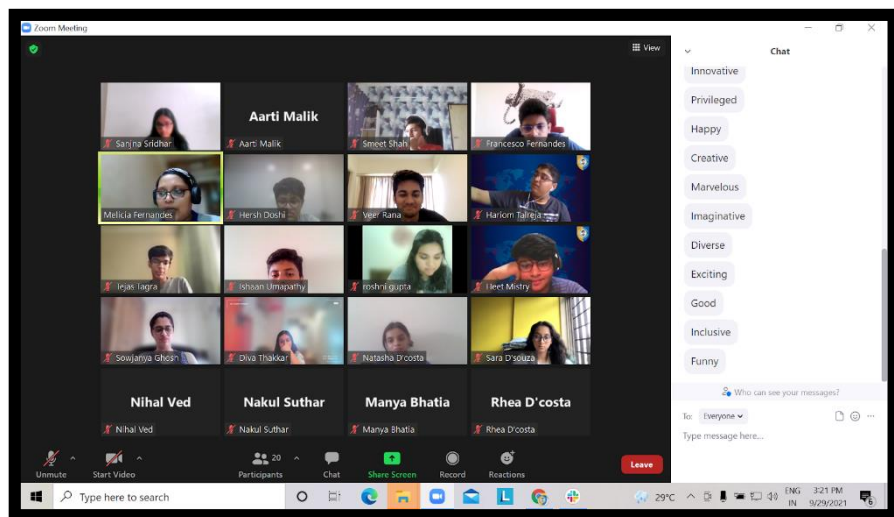 Zoom Meeting
View
Chat
Innovative
Privileged
Happy
Creative
Marvelous
Imaginative
Diverse
Exciting
Good
Inclusive
Funny
Who can see your messages?
To: Everyone
Type message here...
Sanjna Sridhar
Aarti Malik
Aarti Malik
Smeet Shah
Francesco Fernandes
Melicia Fernandes
Hersh Doshi
Veer Rana
Hariom Talreja
Tejas Tagra
Ishaan Umapathy
roshni gupta
Heet Mistry
Sowjanya Ghosh
Diva Thakkar
Natasha D'costa
Sara D'souza
Nihal Ved
Nihal Ved
Nakul Suthar
Nakul Suthar
Manya Bhatia
Manya Bhatia
Rhea D'costa
Rhea D'costa
Unmute
Start Video
20
Participants
Chat
Share Screen
Record
Reactions
Leave
Type here to search
29°C
ENG
IN
3:21 PM
9/29/2021
6